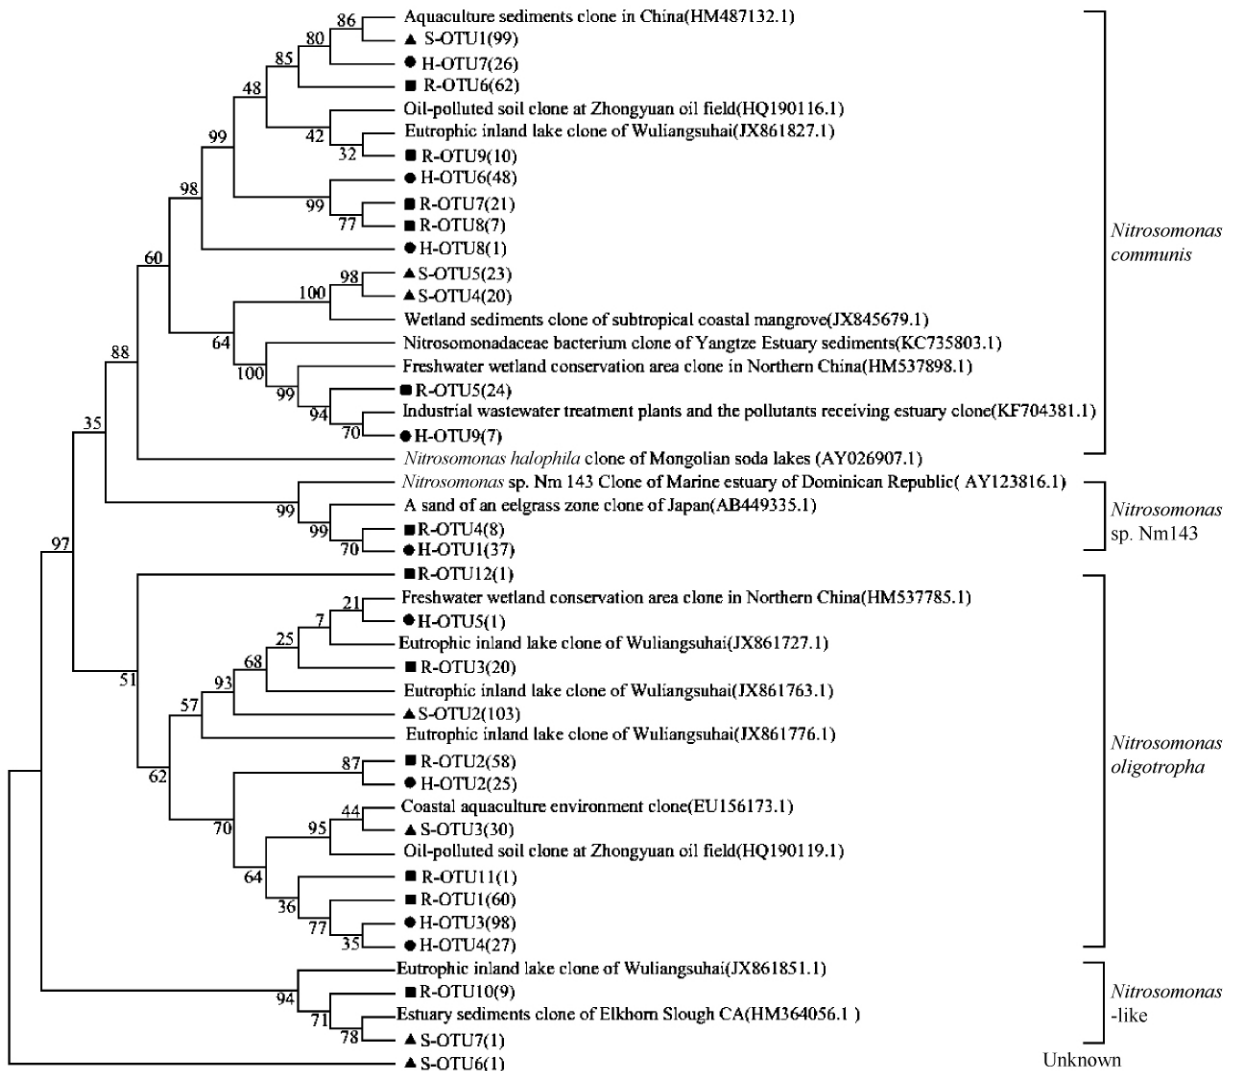 86 Aquaculture sediments clone in China(HM487132.1)
80 ▲ S-OTU1(99)
85 ● H-OTU7(26)
48 ■ R-OTU6(62)
Oil-polluted soil clone at Zhongyuan oil field(HQ190116.1)
99 42 Eutrophic inland lake clone of Wuliangsuhai(JX861827.1)
32 ■ R-OTU9(10)
98 ● H-OTU6(48)
99 ■ R-OTU7(21)
77 ■ R-OTU8(7)
Nitrosomonas
communis
● H-OTU8(1)
60 98 ▲ S-OTU5(23)
100 ▲ S-OTU4(20)
Wetland sediments clone of subtropical coastal mangrove(JX845679.1)
64 Nitrosomonadaceae bacterium clone of Yangtze Estuary sediments(KC735803.1)
88 100 Freshwater wetland conservation area clone in Northern China(HM537898.1)
99 ■ R-OTU5(24)
94 Industrial wastewater treatment plants and the pollutants receiving estuary clone(KF704381.1)
35 70 ● H-OTU9(7)
Nitrosomonas halophila clone of Mongolian soda lakes (AY026907.1)
Nitrosomonas sp. Nm 143 Clone of Marine estuary of Dominican Republic( AY123816.1)
99 A sand of an eelgrass zone clone of Japan(AB449335.1)
99 ■ R-OTU4(8)
97 70 ● H-OTU1(37)
Nitrosomonas
sp. Nm143
■ R-OTU12(1)
21 Freshwater wetland conservation area clone in Northern China(HM537785.1)
7 ● H-OTU5(1)
25 Eutrophic inland lake clone of Wuliangsuhai(JX861727.1)
68 ■ R-OTU3(20)
51 93 Eutrophic inland lake clone of Wuliangsuhai(JX861763.1)
57 ▲ S-OTU2(103)
Eutrophic inland lake clone of Wuliangsuhai(JX861776.1)
87 ■ R-OTU2(58)
62 ● H-OTU2(25)
Nitrosomonas
oligotropha
44 Coastal aquaculture environment clone(EU156173.1)
70 95 ▲ S-OTU3(30)
Oil-polluted soil clone at Zhongyuan oil field(HQ190119.1)
64 ■ R-OTU11(1)
36 ■ R-OTU1(60)
77 ● H-OTU3(98)
35 ● H-OTU4(27)
Eutrophic inland lake clone of Wuliangsuhai(JX861851.1)
94 ■ R-OTU10(9)
71 Estuary sediments clone of Elkhorn Slough CA(HM364056.1 )
78 ▲ S-OTU7(1)
Nitrosomonas
-like
▲ S-OTU6(1)
Unknown